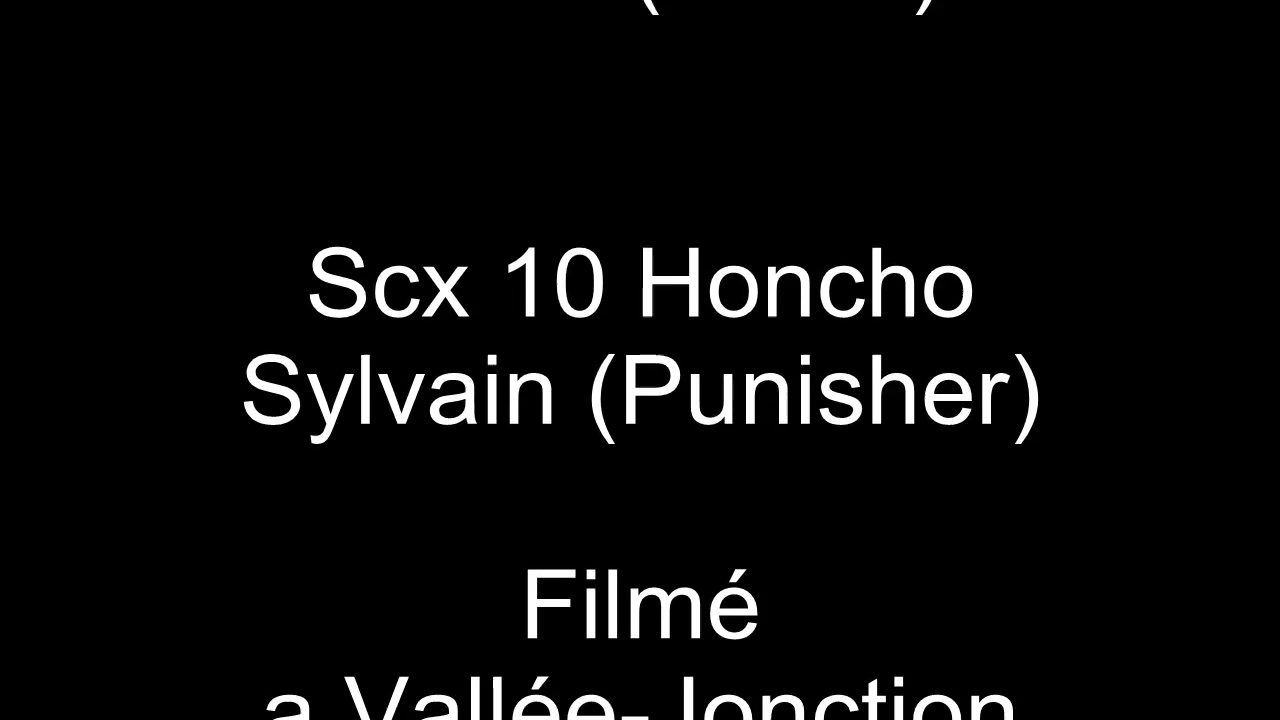 Scx 10 Honcho
Sylvain (Punisher)
Filmé
a Vallée-Jonction